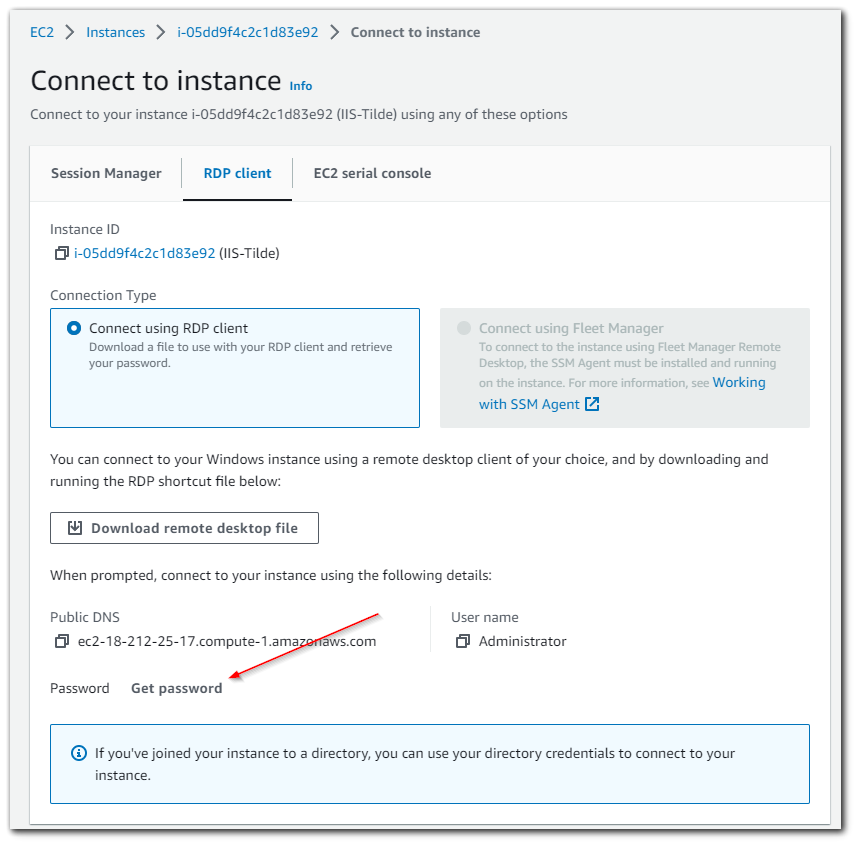 EC2 > Instances > i-05dd9f4c2c1d83e92 > Connect to instance
Connect to instance Info
Connect to your instance i-05dd9f4c2c1d83e92 (IIS-Tilde) using any of these options
Session Manager RDP client EC2 serial console
Instance ID
i-05dd9f4c2c1d83e92 (IIS-Tilde)
Connection Type
Connect using RDP client
Download a file to use with your RDP client and retrieve
your password.
Connect using Fleet Manager
To connect to the instance using Fleet Manager Remote
Desktop, the SSM Agent must be installed and running
on the instance. For more information, see Working
with SSM Agent
You can connect to your Windows instance using a remote desktop client of your choice, and by downloading and
running the RDP shortcut file below:
Download remote desktop file
When prompted, connect to your instance using the following details:
Public DNS
ec2-18-212-25-17.compute-1.amazonaws.com
User name
Administrator
Password Get password
If you've joined your instance to a directory, you can use your directory credentials to connect to your
instance.